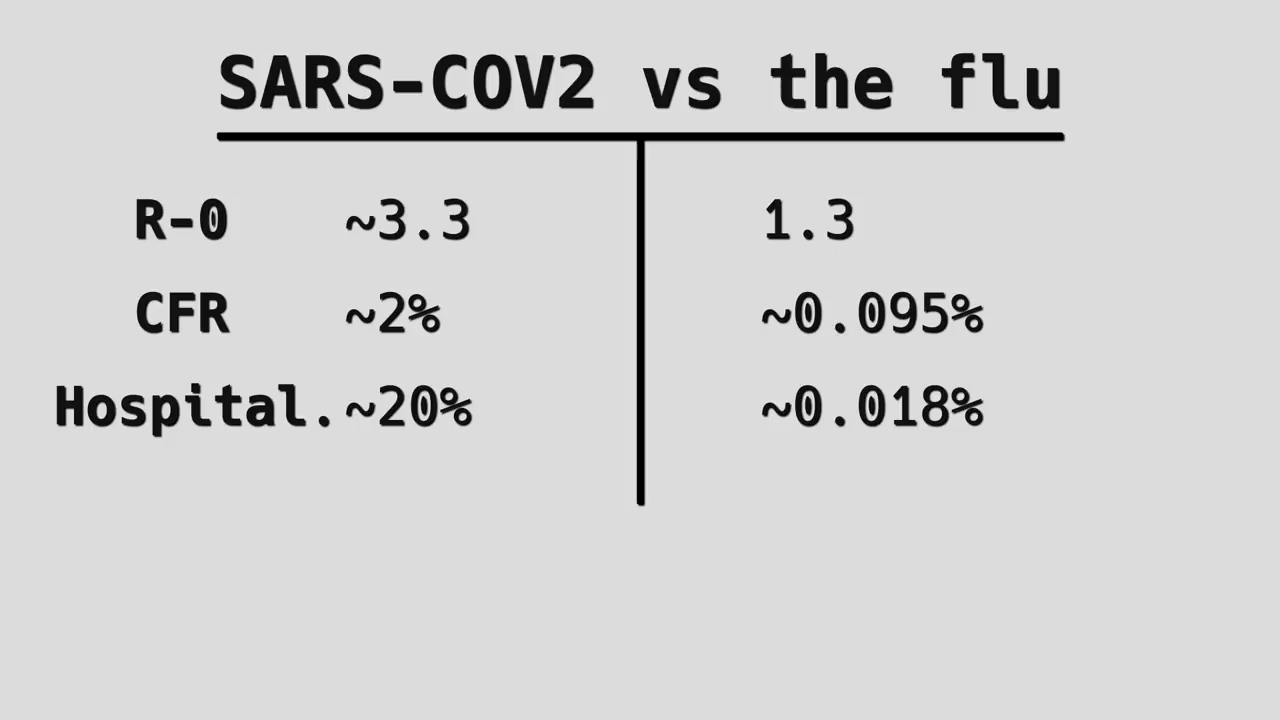 SARS-COV2 vs the flu
R-0 ~3.3 1.3
CFR ~2% ~0.095%
Hospital. ~20% ~0.018%